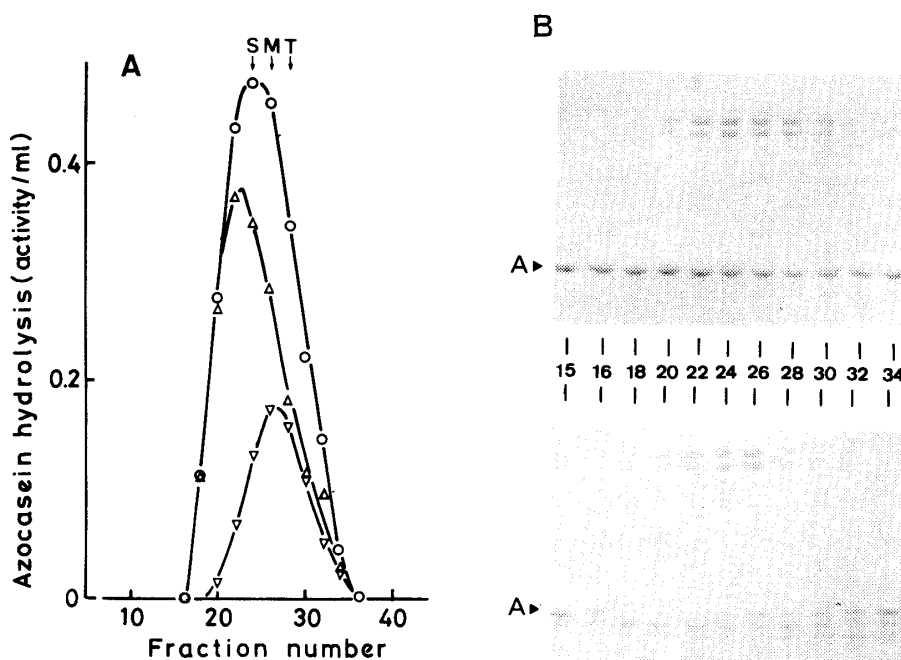 A
S M T
Azocasein hydrolysis (activity/ml)
0.4
0.2
0
10 20 30 40
Fraction number
B
A
15 16 18 20 22 24 26 28 30 32 34
A